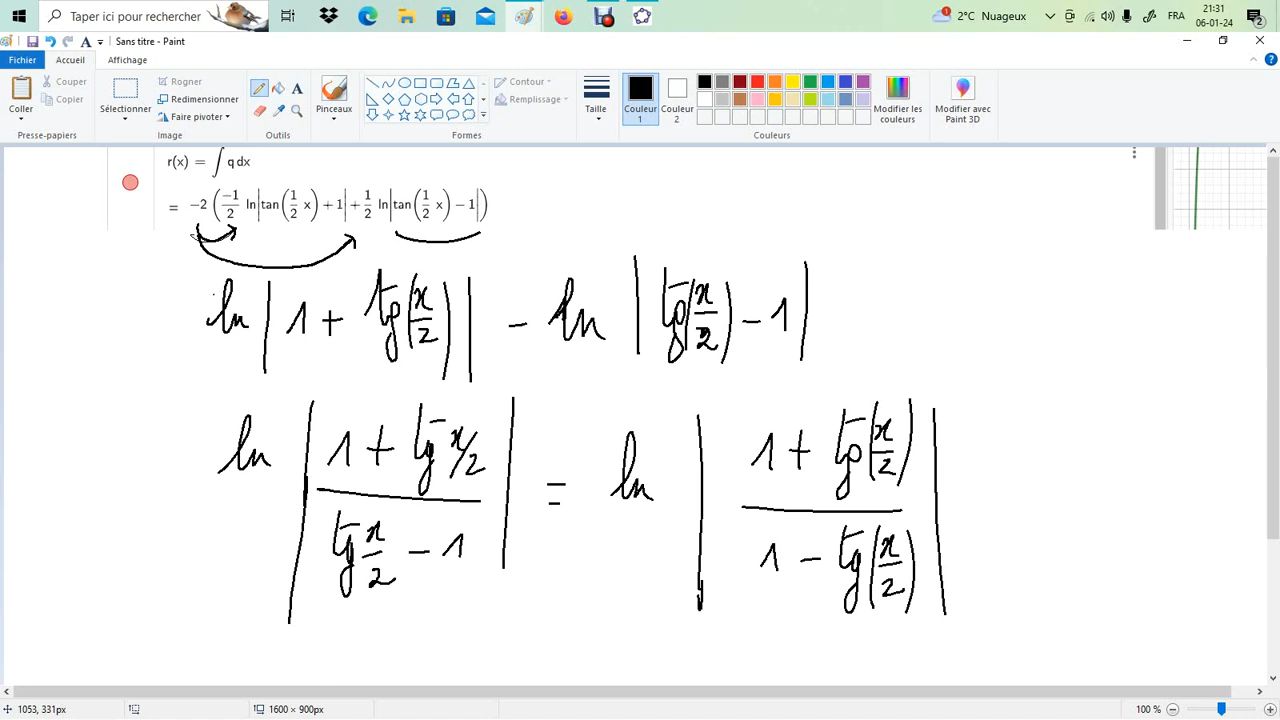 Taper ici pour rechercher
2°C Nuageux
FRA
21:31
06-01-24
2
Sans titre - Paint
Fichier Accueil Affichage
Coller
Couper
Copier
Presse-papiers
Sélectionner
Rogner
Redimensionner
Faire pivoter
Image
A
Outils
Pinceaux
Contour
Remplissage
Formes
Taille
Couleur 1
Couleur 2
Modifier les couleurs
Couleurs
Modifier avec Paint 3D
r(x) = ∫ q dx
= −2 (−1/2 ln|tan(1/2 x) + 1| + 1/2 ln|tan(1/2 x) − 1|)
ln |1 + tg(x/2)| − ln |tg(x/2) − 1|
ln |(1 + tg x/2)/(tg x/2 − 1)| = ln |(1 + tg(x/2))/(1 − tg(x/2))|
1053, 331px
1600 × 900px
100 %